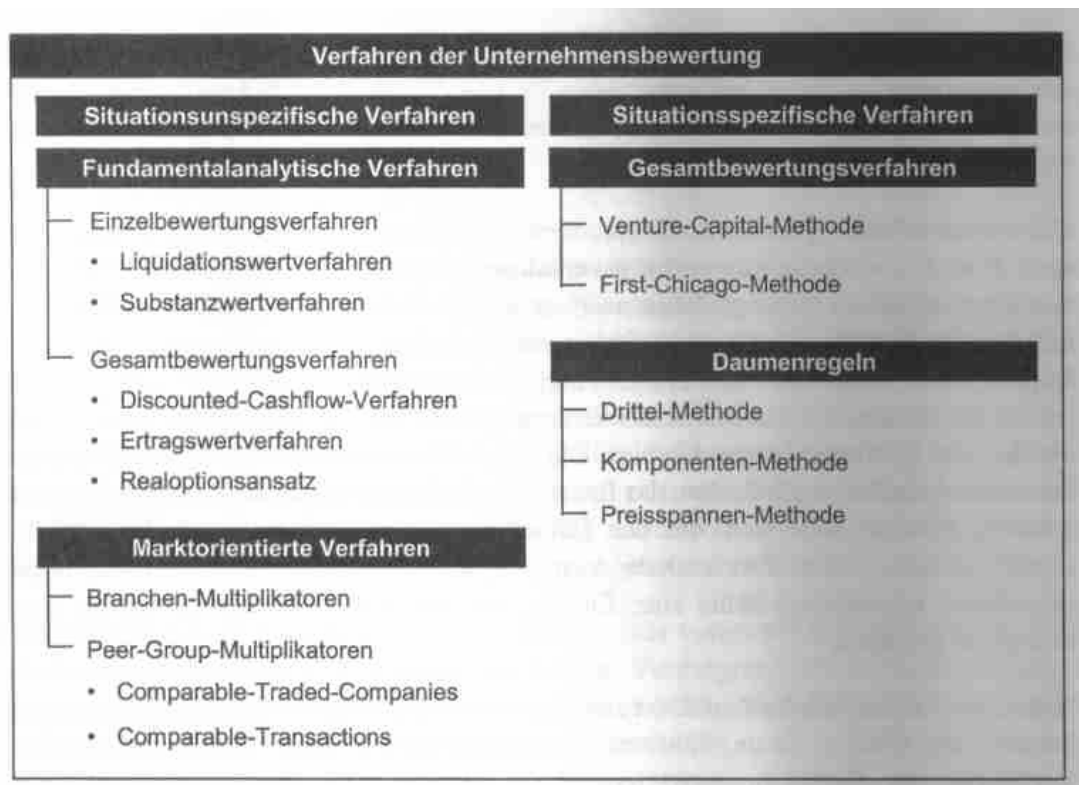 Verfahren der Unternehmensbewertung
Situationsunspezifische Verfahren
Fundamentalanalytische Verfahren
Einzelbewertungsverfahren
• Liquidationswertverfahren
• Substanzwertverfahren
Gesamtbewertungsverfahren
• Discounted-Cashflow-Verfahren
• Ertragswertverfahren
• Realoptionsansatz
Marktorientierte Verfahren
Branchen-Multiplikatoren
Peer-Group-Multiplikatoren
• Comparable-Traded-Companies
• Comparable-Transactions
Situationsspezifische Verfahren
Gesamtbewertungsverfahren
Venture-Capital-Methode
First-Chicago-Methode
Daumenregeln
Drittel-Methode
Komponenten-Methode
Preisspannen-Methode